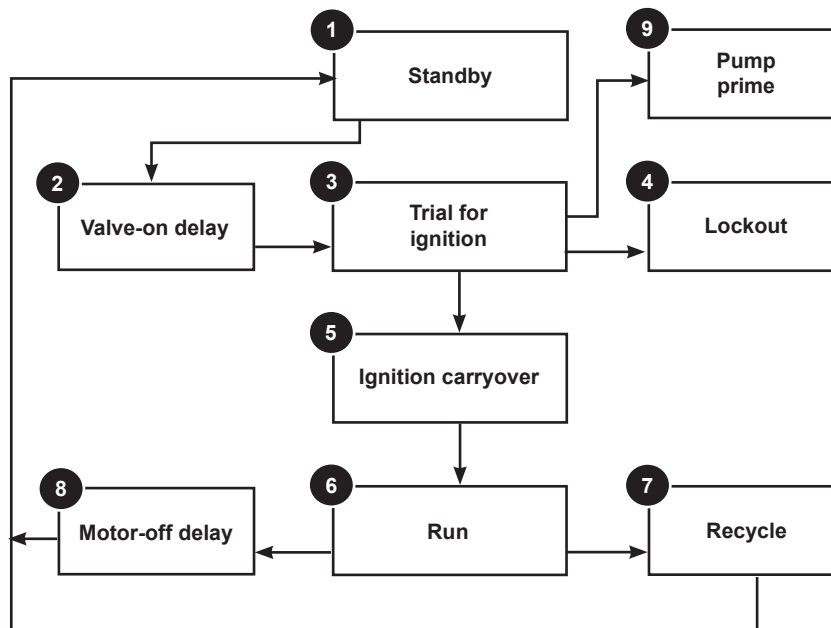 1
Standby
9
Pump
prime
2
Valve-on delay
3
Trial for
ignition
4
Lockout
5
Ignition carryover
8
Motor-off delay
6
Run
7
Recycle